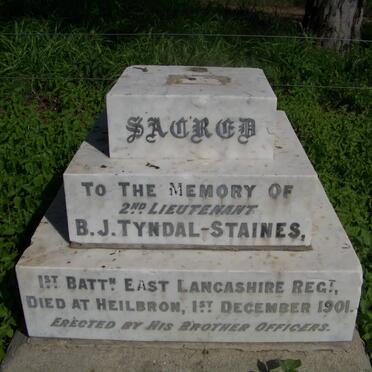 SACRED
TO THE MEMORY OF
2ND LIEUTENANT
B.J. TYNDAL-STAINES,
1ST BATTN EAST LANCASHIRE REGT,
DIED AT HEILBRON, 1ST DECEMBER 1901.
ERECTED BY HIS BROTHER OFFICERS.